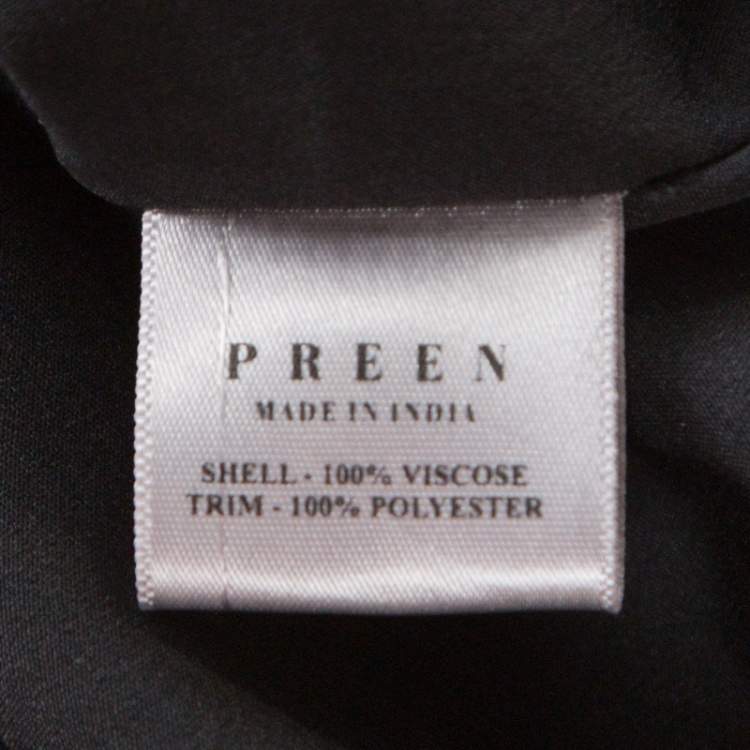 PREEN
MADE IN INDIA
SHELL - 100% VISCOSE
TRIM - 100% POLYESTER